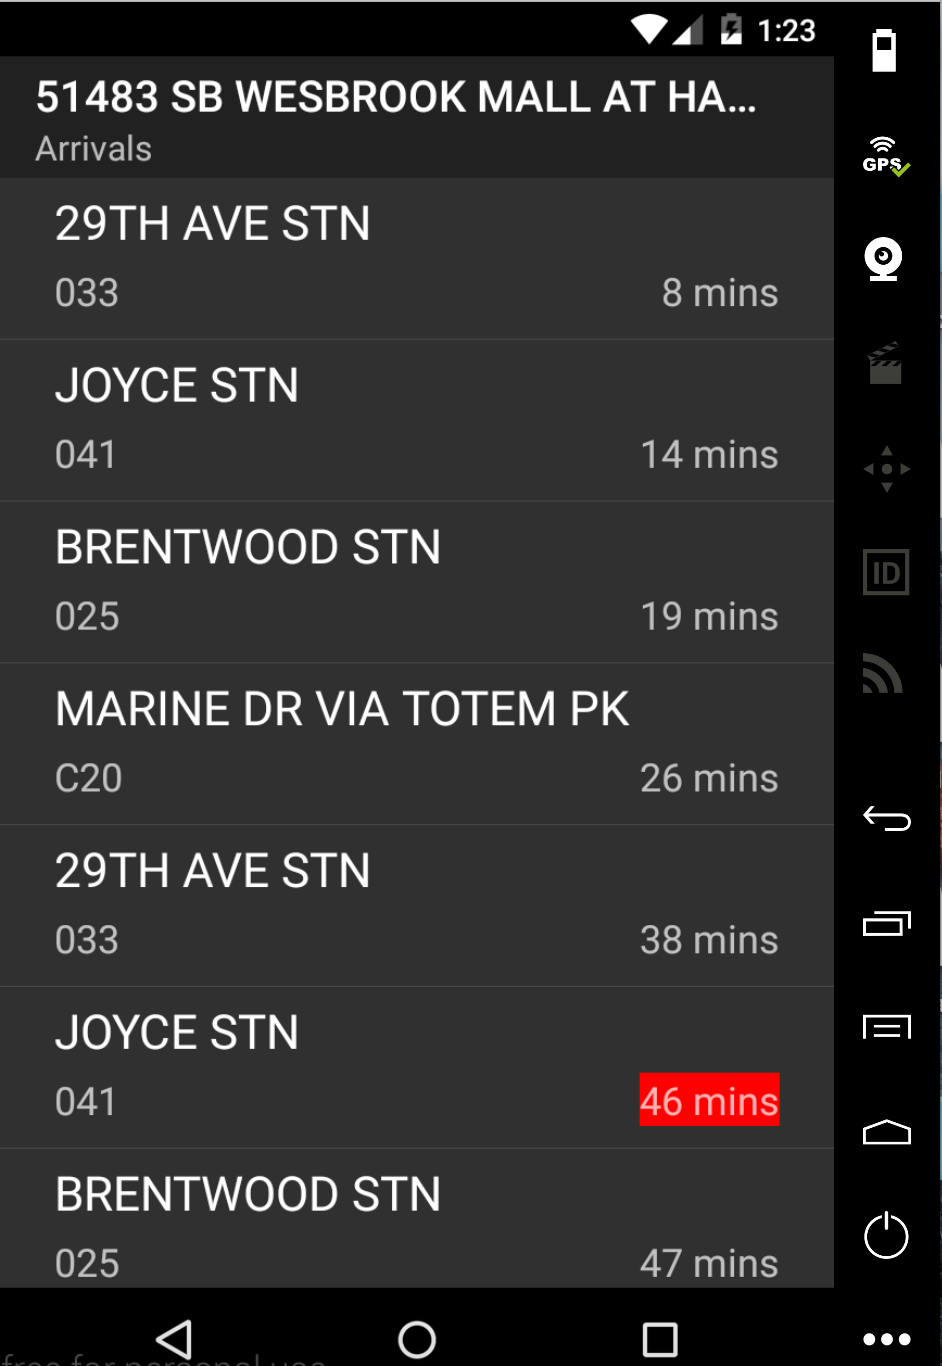 1:23
51483 SB WESBROOK MALL AT HA...
Arrivals
29TH AVE STN
033 8 mins
JOYCE STN
041 14 mins
BRENTWOOD STN
025 19 mins
MARINE DR VIA TOTEM PK
C20 26 mins
29TH AVE STN
033 38 mins
JOYCE STN
041 46 mins
BRENTWOOD STN
025 47 mins
free for personal use
GPS
ID